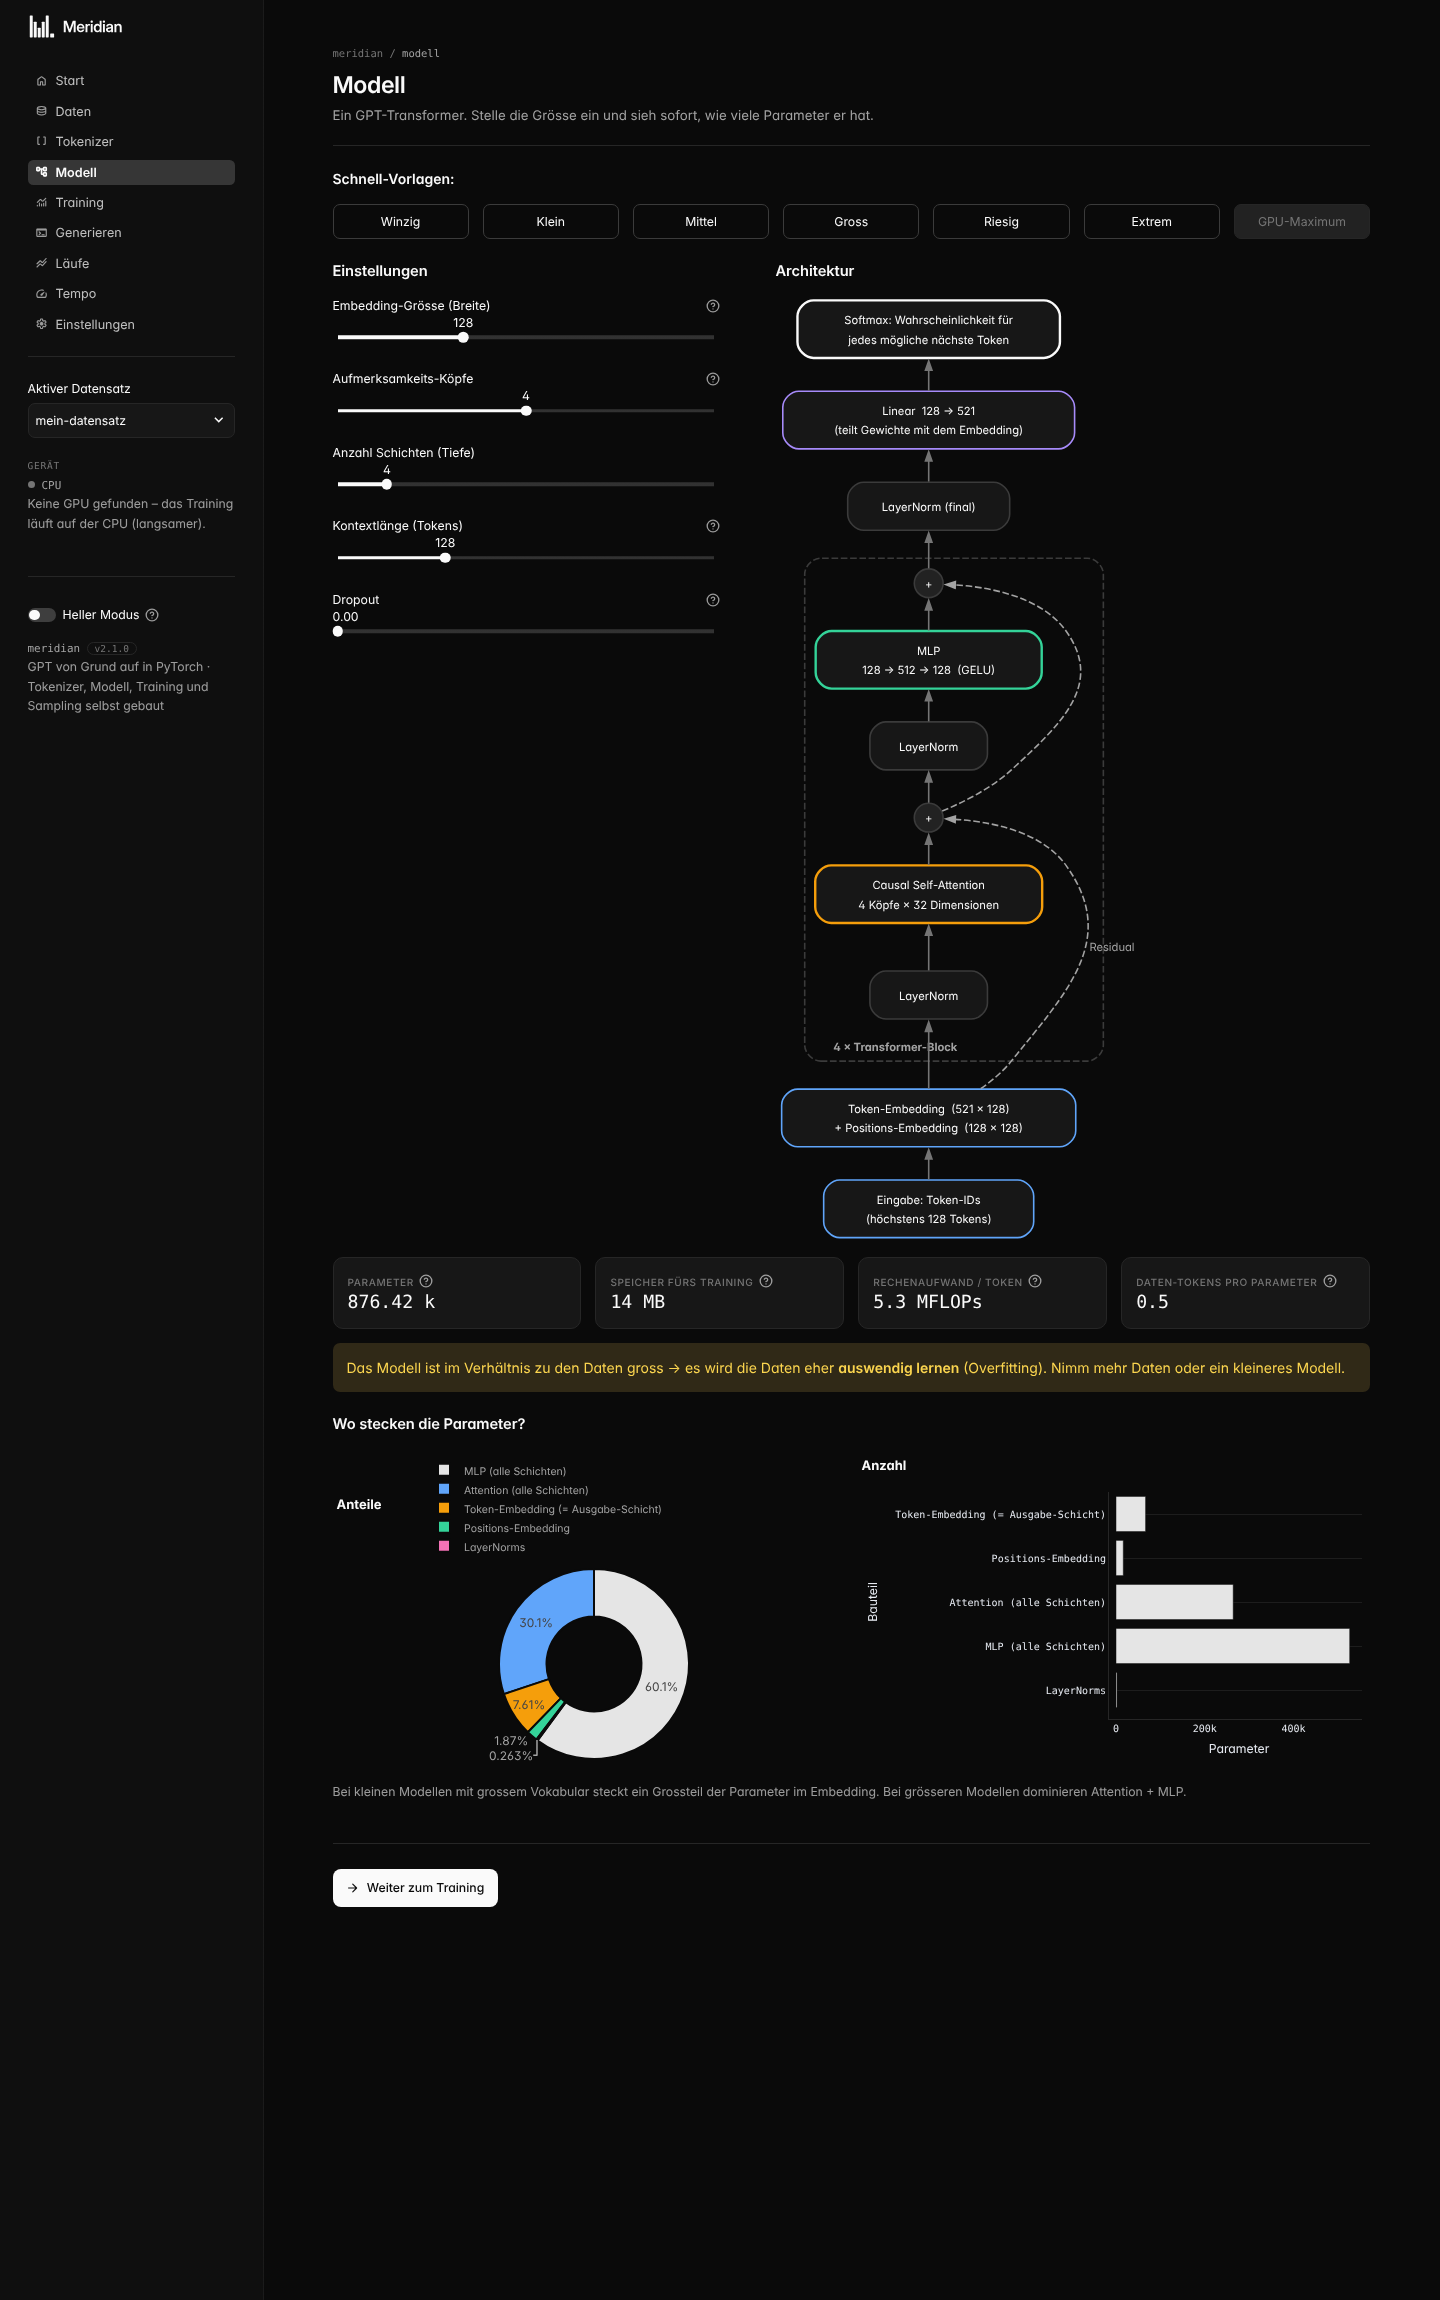 Meridian
Start
Daten
Tokenizer
Modell
Training
Generieren
Läufe
Tempo
Einstellungen
Aktiver Datensatz
mein-datensatz
GERÄT
CPU
Keine GPU gefunden – das Training
läuft auf der CPU (langsamer).
Heller Modus
meridian v2.1.0
GPT von Grund auf in PyTorch ·
Tokenizer, Modell, Training und
Sampling selbst gebaut
meridian / modell
Modell
Ein GPT-Transformer. Stelle die Grösse ein und sieh sofort, wie viele Parameter er hat.
Schnell-Vorlagen:
Winzig
Klein
Mittel
Gross
Riesig
Extrem
GPU-Maximum
Einstellungen
Embedding-Grösse (Breite)
128
Aufmerksamkeits-Köpfe
4
Anzahl Schichten (Tiefe)
4
Kontextlänge (Tokens)
128
Dropout
0.00
Architektur
Softmax: Wahrscheinlichkeit für
jedes mögliche nächste Token
Linear 128 → 521
(teilt Gewichte mit dem Embedding)
LayerNorm (final)
+
MLP
128 → 512 → 128 (GELU)
LayerNorm
+
Causal Self-Attention
4 Köpfe × 32 Dimensionen
Residual
LayerNorm
4 × Transformer-Block
Token-Embedding (521 × 128)
+ Positions-Embedding (128 × 128)
Eingabe: Token-IDs
(höchstens 128 Tokens)
PARAMETER
876.42 k
SPEICHER FÜRS TRAINING
14 MB
RECHENAUFWAND / TOKEN
5.3 MFLOPs
DATEN-TOKENS PRO PARAMETER
0.5
Das Modell ist im Verhältnis zu den Daten gross → es wird die Daten eher auswendig lernen (Overfitting). Nimm mehr Daten oder ein kleineres Modell.
Wo stecken die Parameter?
Anteile
MLP (alle Schichten)
Attention (alle Schichten)
Token-Embedding (= Ausgabe-Schicht)
Positions-Embedding
LayerNorms
30.1%
60.1%
7.61%
1.87%
0.263%
Anzahl
Bauteil
Token-Embedding (= Ausgabe-Schicht)
Positions-Embedding
Attention (alle Schichten)
MLP (alle Schichten)
LayerNorms
0 200k 400k
Parameter
Bei kleinen Modellen mit grossem Vokabular steckt ein Grossteil der Parameter im Embedding. Bei grösseren Modellen dominieren Attention + MLP.
→ Weiter zum Training